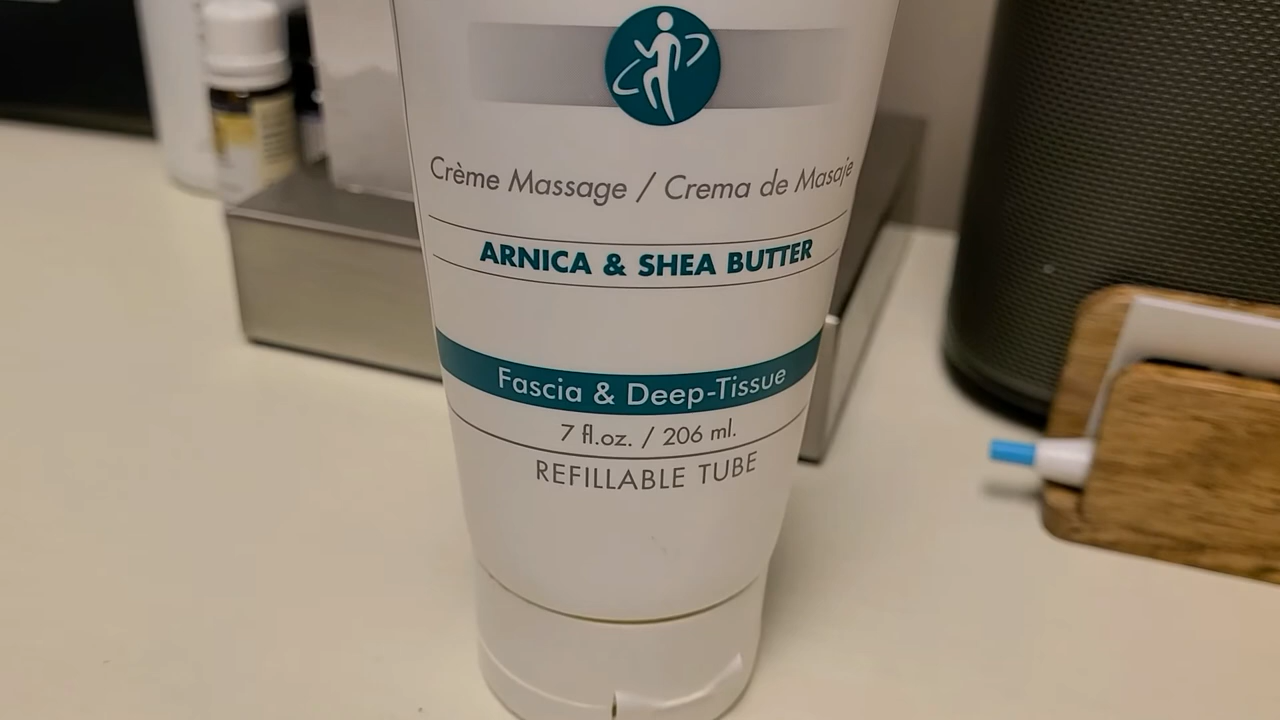 Crème Massage / Crema de Masaje
ARNICA & SHEA BUTTER
Fascia & Deep-Tissue
7 fl.oz. / 206 ml.
REFILLABLE TUBE